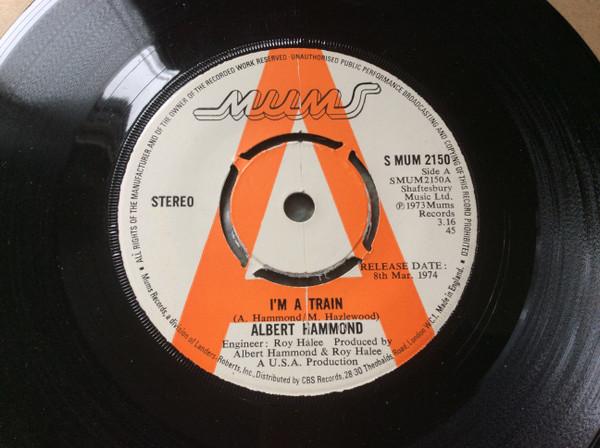 • ALL RIGHTS OF THE MANUFACTURER AND OF THE OWNER OF THE RECORDED WORK RESERVED · UNAUTHORISED PUBLIC PERFORMANCE BROADCASTING AND COPYING OF THIS RECORD PROHIBITED •
MUMS
STEREO
S MUM 2150
Side A
S MUM 2150 A
Shaftesbury
Music Ltd.
℗ 1973 Mums
Records
3.16
45
A
RELEASE DATE :
8th Mar. 1974
I'M A TRAIN
(A. Hammond/M. Hazlewood)
ALBERT HAMMOND
Engineer: Roy Halee Produced by
Albert Hammond & Roy Halee
A U.S.A. Production
Mums Records, a division of Landers-Roberts, Inc., Distributed by CBS Records, 28-30 Theobalds Road, London WC1. Made in England.